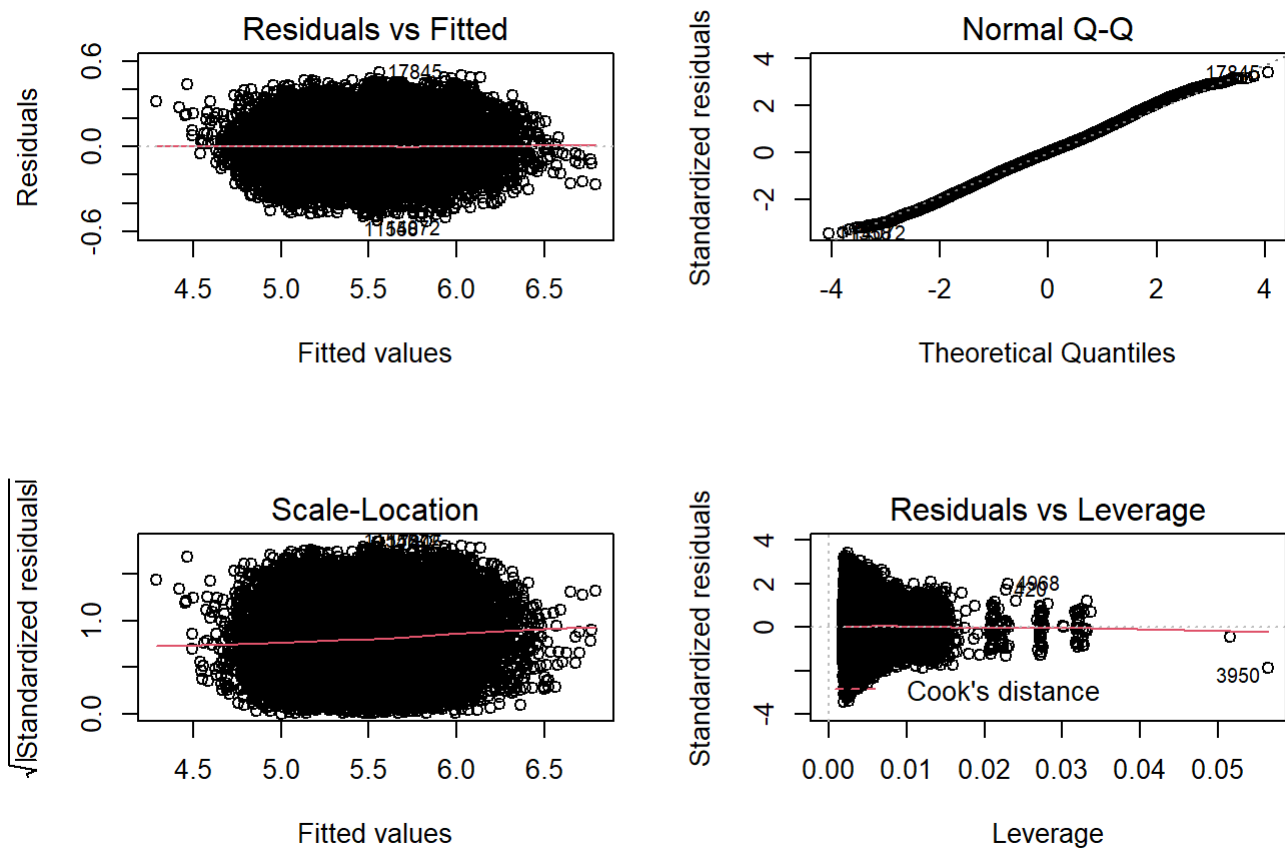 Residuals vs Fitted
Residuals
0.6
0.0
-0.6
17845
4.5 5.0 5.5 6.0 6.5
Fitted values
Normal Q-Q
Standardized residuals
4
2
0
-2
17845
-4 -2 0 2 4
Theoretical Quantiles
Scale-Location
√|Standardized residuals|
1.0
0.0
4.5 5.0 5.5 6.0 6.5
Fitted values
Residuals vs Leverage
Standardized residuals
4
2
0
-4
4968
420
3950
Cook's distance
0.00 0.01 0.02 0.03 0.04 0.05
Leverage